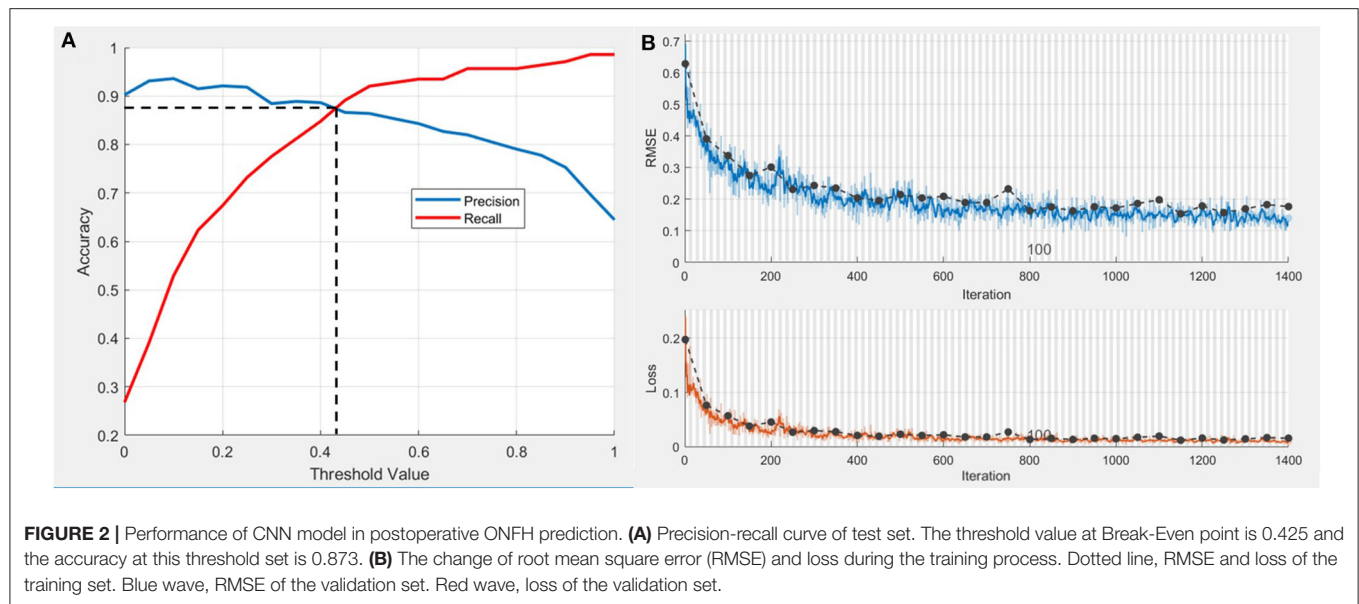 A
1
0.9
0.8
0.7
0.6
0.5
0.4
0.3
0.2
Accuracy
0 0.2 0.4 0.6 0.8 1
Threshold Value
Precision
Recall
B
0.7
0.6
0.5
0.4
0.3
0.2
0.1
0
RMSE
100
0 200 400 600 800 1000 1200 1400
Iteration
0.2
0.1
0
Loss
100
0 200 400 600 800 1000 1200 1400
Iteration
FIGURE 2 | Performance of CNN model in postoperative ONFH prediction. (A) Precision-recall curve of test set. The threshold value at Break-Even point is 0.425 and
the accuracy at this threshold set is 0.873. (B) The change of root mean square error (RMSE) and loss during the training process. Dotted line, RMSE and loss of the
training set. Blue wave, RMSE of the validation set. Red wave, loss of the validation set.